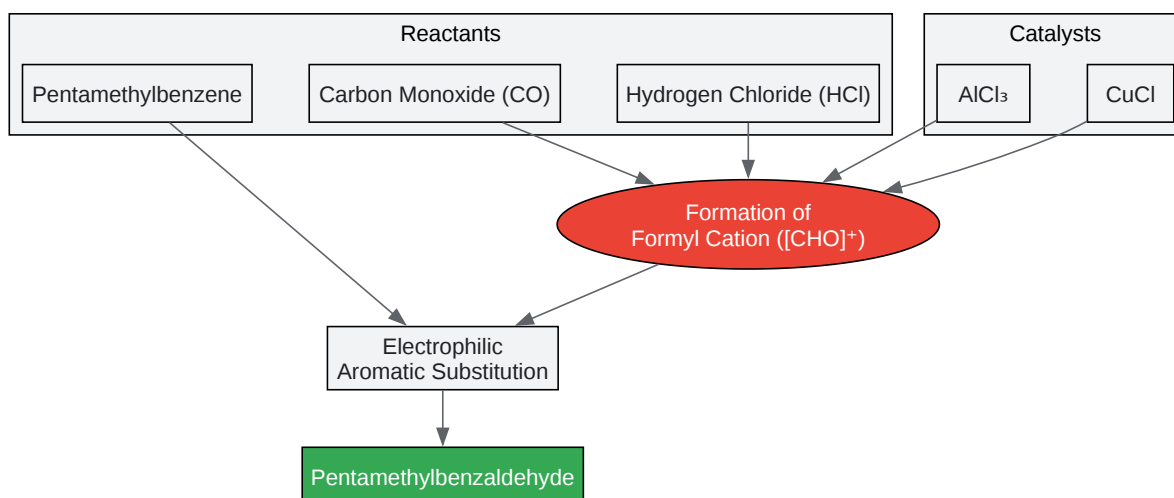 Reactants
Catalysts
Pentamethylbenzene
Carbon Monoxide (CO)
Hydrogen Chloride (HCl)
AlCl₃
CuCl
Formation of
Formyl Cation ([CHO]⁺)
Electrophilic
Aromatic Substitution
Pentamethylbenzaldehyde